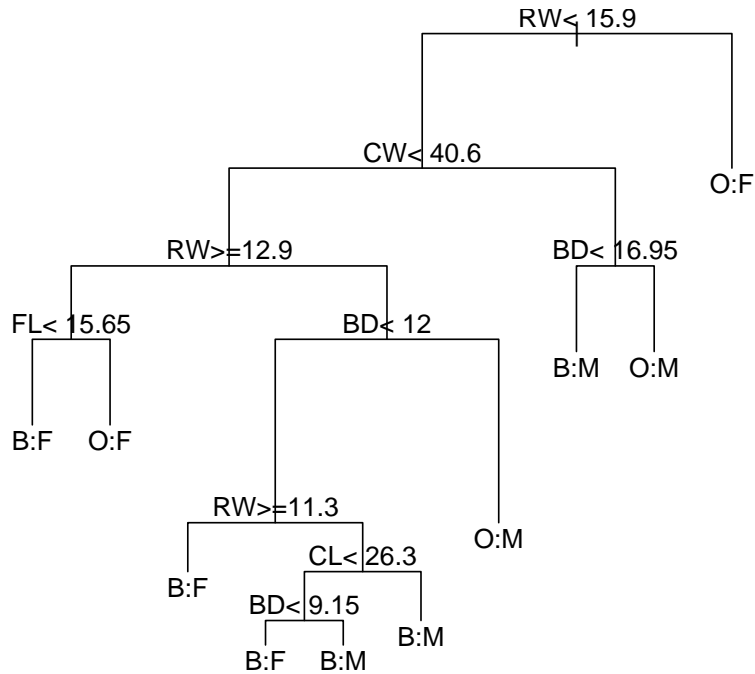 RW< 15.9
CW< 40.6
O:F
RW>=12.9
BD< 16.95
FL< 15.65
BD< 12
B:M
O:M
B:F
O:F
RW>=11.3
O:M
CL< 26.3
B:F
BD< 9.15
B:M
B:F
B:M